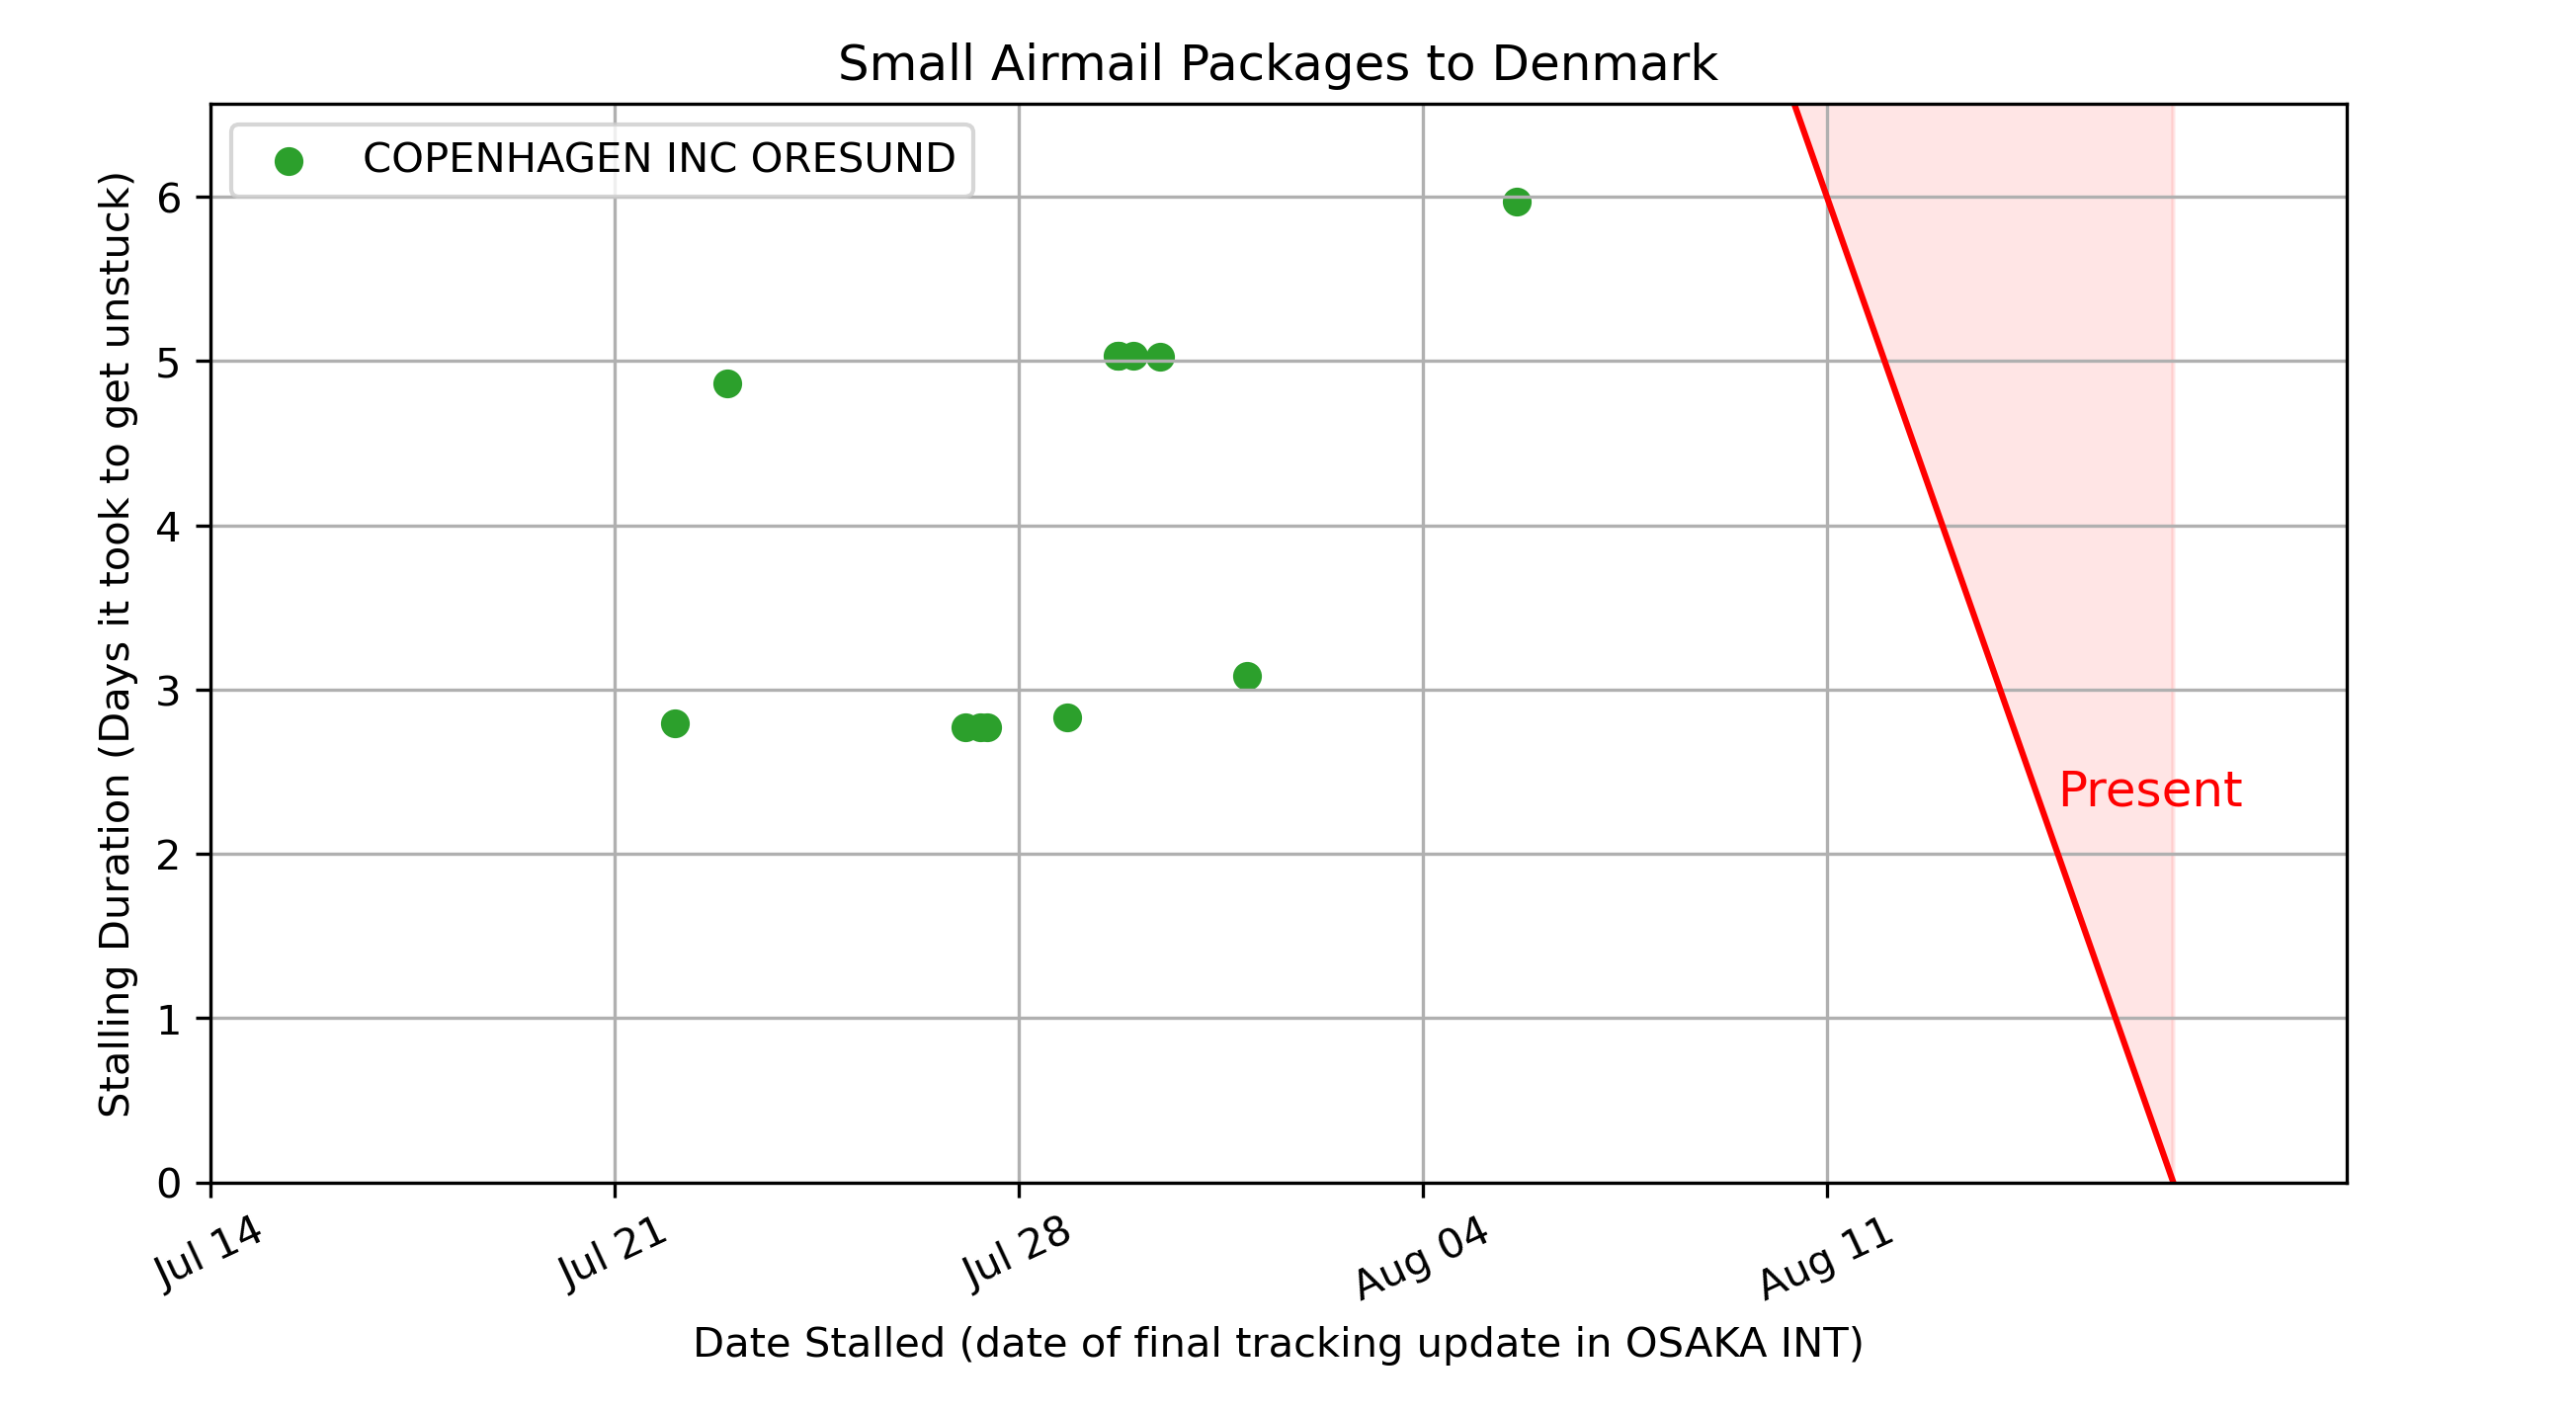 Small Airmail Packages to Denmark
COPENHAGEN INC ORESUND
Stalling Duration (Days it took to get unstuck)
6
5
4
3
2
1
0
Present
Jul 14
Jul 21
Jul 28
Aug 04
Aug 11
Date Stalled (date of final tracking update in OSAKA INT)